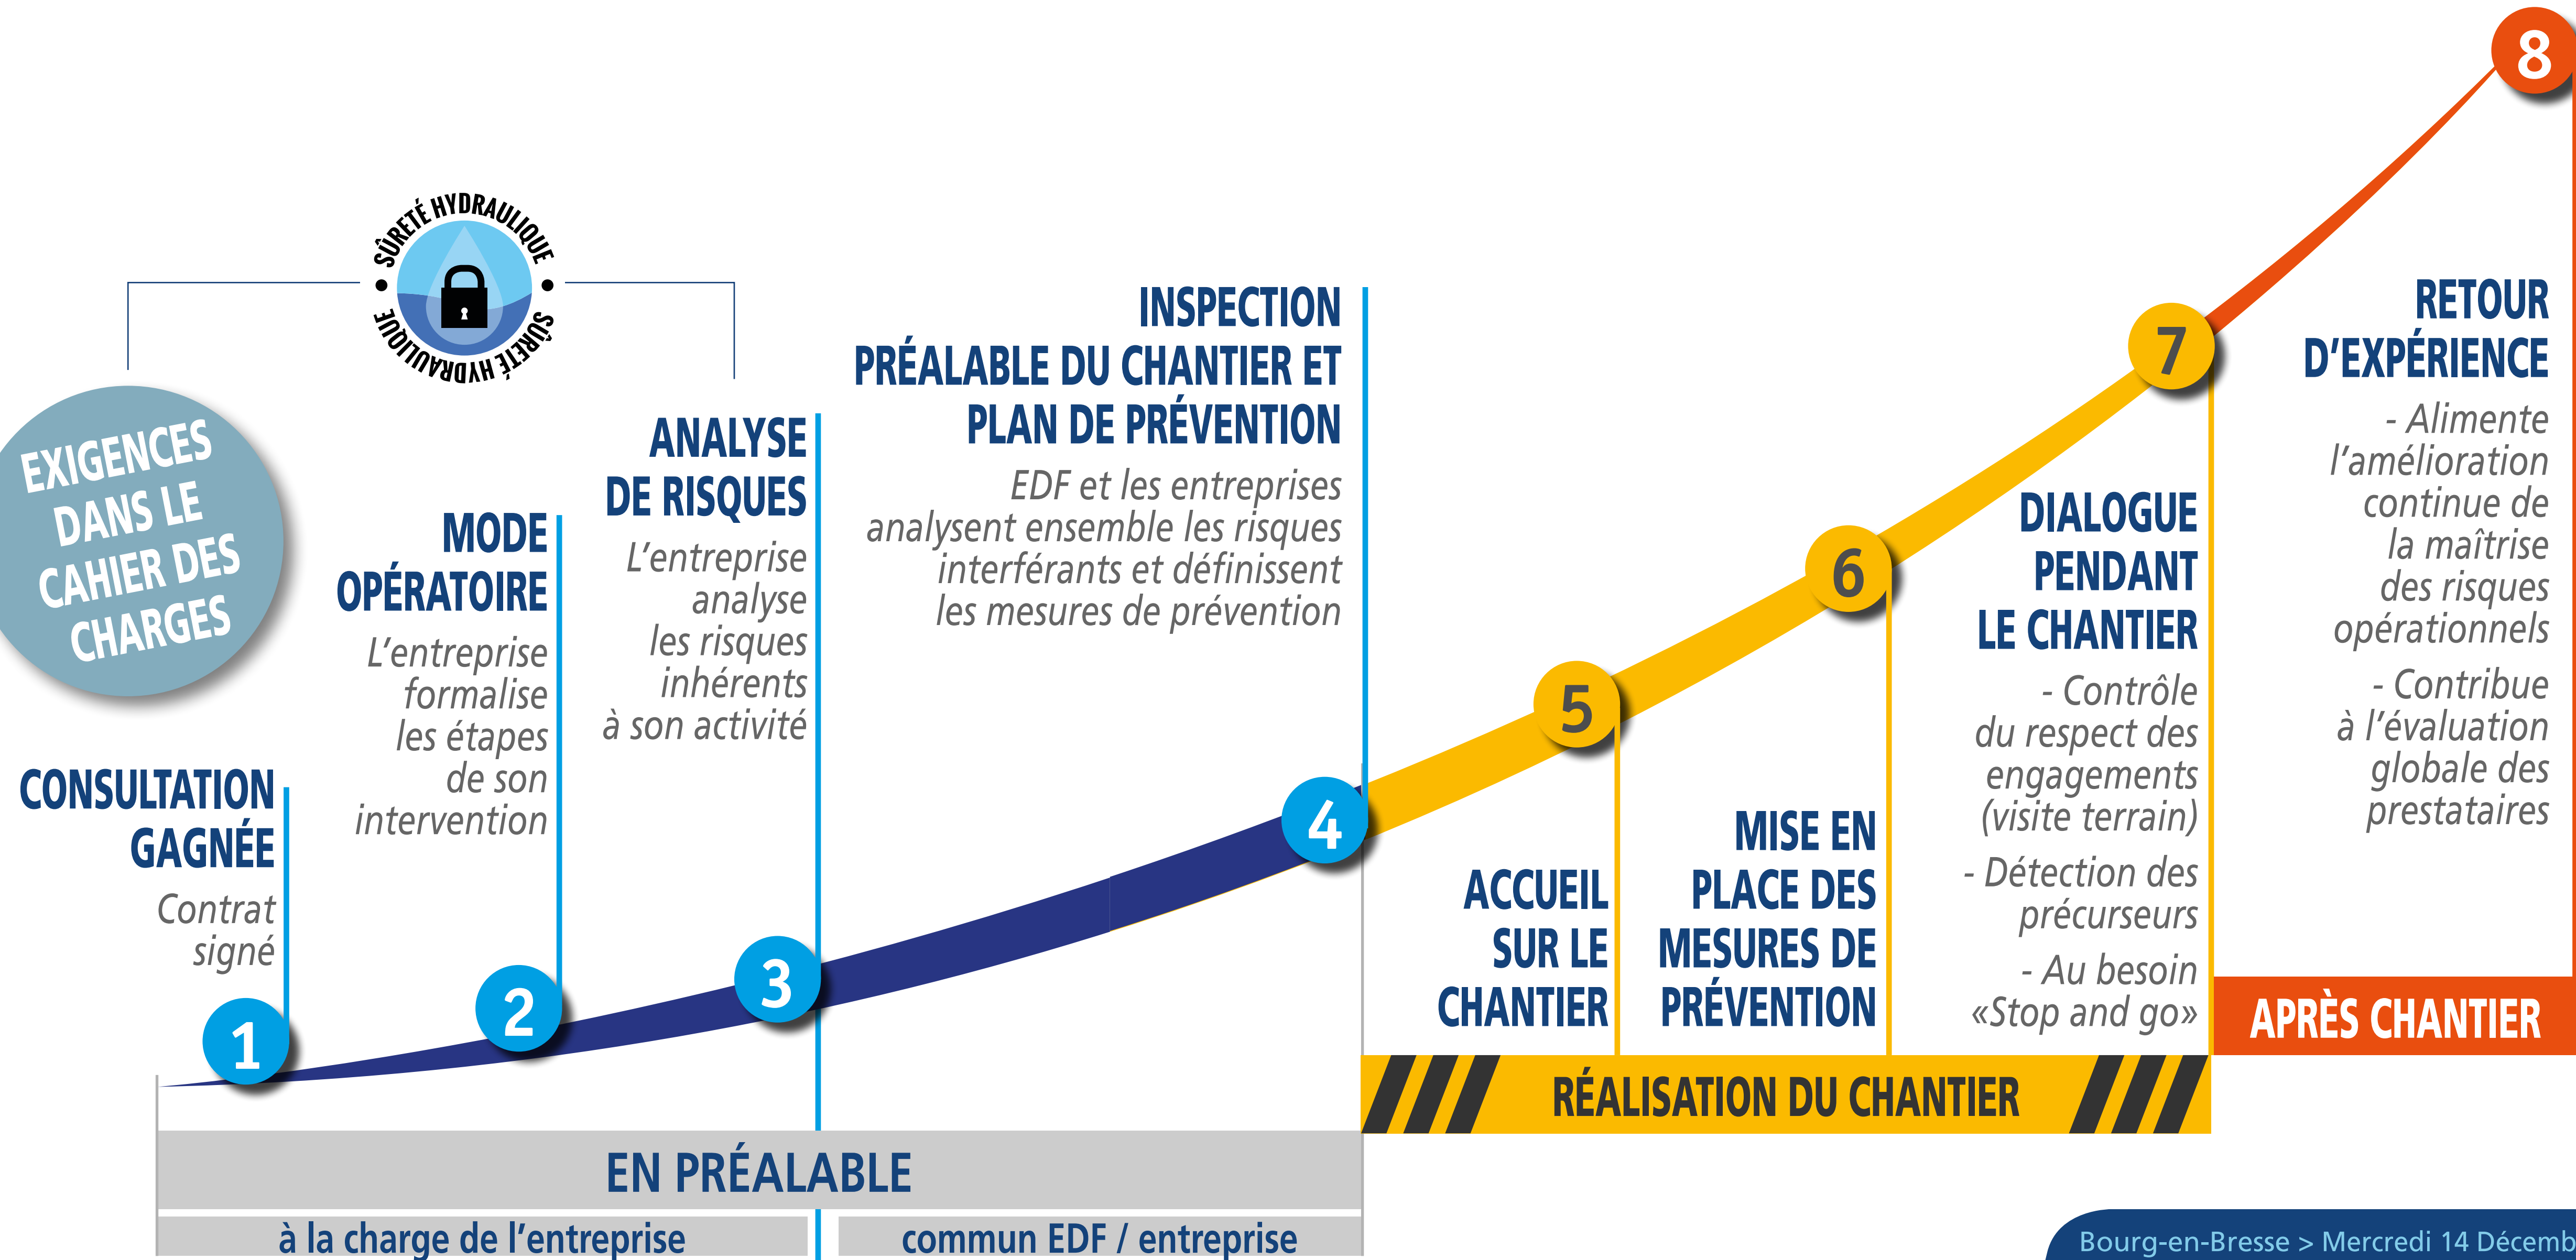 SÛRETÉ HYDRAULIQUE
SÛRETÉ HYDRAULIQUE
EXIGENCES
DANS LE
CAHIER DES
CHARGES
CONSULTATION
GAGNÉE
Contrat
signé
1
MODE
OPÉRATOIRE
L’entreprise
formalise
les étapes
de son
intervention
2
ANALYSE
DE RISQUES
L’entreprise
analyse
les risques
inhérents
à son activité
3
INSPECTION
PRÉALABLE DU CHANTIER ET
PLAN DE PRÉVENTION
EDF et les entreprises
analysent ensemble les risques
interférants et définissent
les mesures de prévention
4
5
ACCUEIL
SUR LE
CHANTIER
6
MISE EN
PLACE DES
MESURES DE
PRÉVENTION
7
DIALOGUE
PENDANT
LE CHANTIER
- Contrôle
du respect des
engagements
(visite terrain)
- Détection des
précurseurs
- Au besoin
«Stop and go»
8
RETOUR
D’EXPÉRIENCE
- Alimente
l’amélioration
continue de
la maîtrise
des risques
opérationnels
- Contribue
à l’évaluation
globale des
prestataires
APRÈS CHANTIER
RÉALISATION DU CHANTIER
EN PRÉALABLE
à la charge de l’entreprise
commun EDF / entreprise
Bourg-en-Bresse > Mercredi 14 Décemb